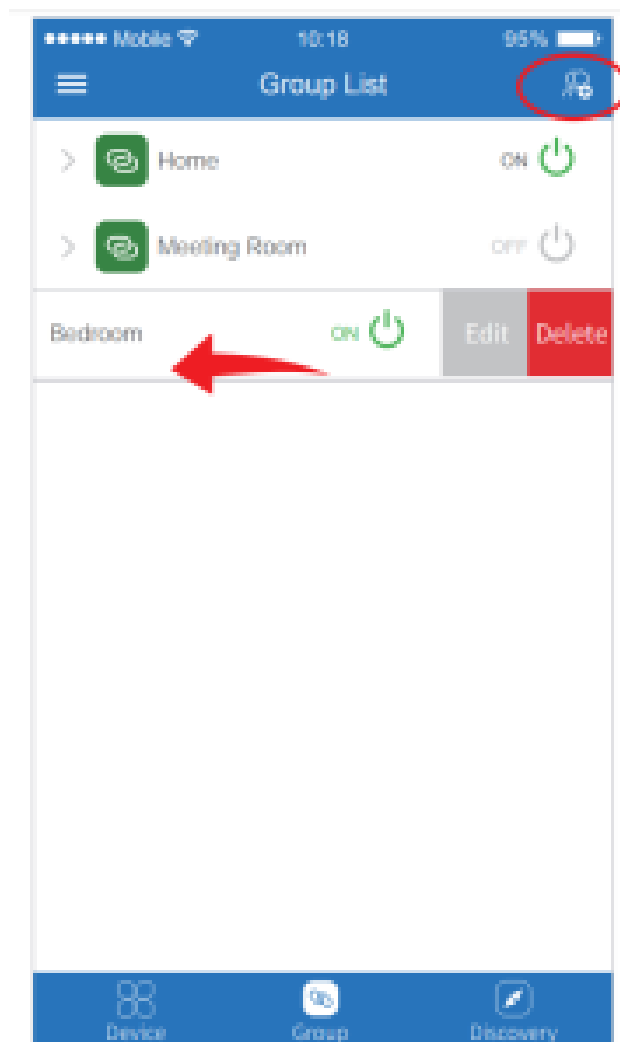 Mobile 10:18 95%
Group List
Home ON
Meeting Room OFF
Bedroom ON Edit Delete
Device Group Discovery